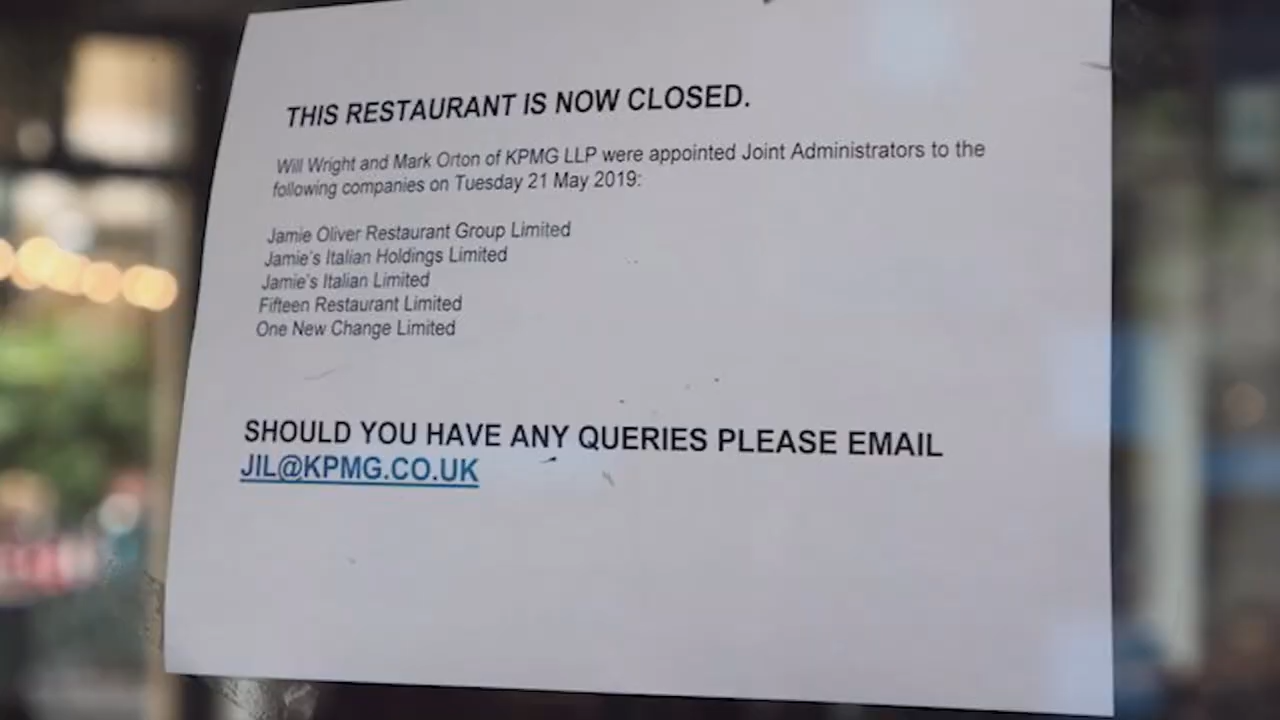 THIS RESTAURANT IS NOW CLOSED.
Will Wright and Mark Orton of KPMG LLP were appointed Joint Administrators to the
following companies on Tuesday 21 May 2019:
Jamie Oliver Restaurant Group Limited
Jamie's Italian Holdings Limited
Jamie's Italian Limited
Fifteen Restaurant Limited
One New Change Limited
SHOULD YOU HAVE ANY QUERIES PLEASE EMAIL
JIL@KPMG.CO.UK